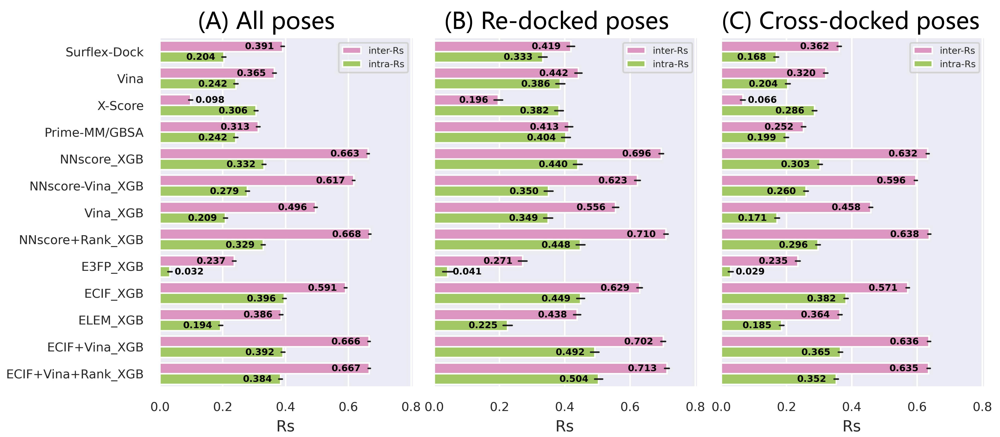 (A) All poses
(B) Re-docked poses
(C) Cross-docked poses
inter-Rs
intra-Rs
inter-Rs
intra-Rs
inter-Rs
intra-Rs
Surflex-Dock
0.391
0.419
0.362
0.204
0.333
0.168
Vina
0.365
0.442
0.320
0.242
0.386
0.204
X-Score
0.098
0.196
0.066
0.306
0.382
0.286
Prime-MM/GBSA
0.313
0.413
0.252
0.242
0.404
0.199
NNscore_XGB
0.663
0.696
0.632
0.332
0.440
0.303
NNscore-Vina_XGB
0.617
0.623
0.596
0.279
0.350
0.260
Vina_XGB
0.496
0.556
0.458
0.209
0.349
0.171
NNscore+Rank_XGB
0.668
0.710
0.638
0.329
0.448
0.296
E3FP_XGB
0.237
0.271
0.235
0.032
0.041
0.029
ECIF_XGB
0.591
0.629
0.571
0.396
0.449
0.382
ELEM_XGB
0.386
0.438
0.364
0.194
0.225
0.185
ECIF+Vina_XGB
0.666
0.702
0.636
0.392
0.492
0.365
ECIF+Vina+Rank_XGB
0.667
0.713
0.635
0.384
0.504
0.352
0.0 0.2 0.4 0.6 0.8
0.0 0.2 0.4 0.6 0.8
0.0 0.2 0.4 0.6 0.8
Rs
Rs
Rs